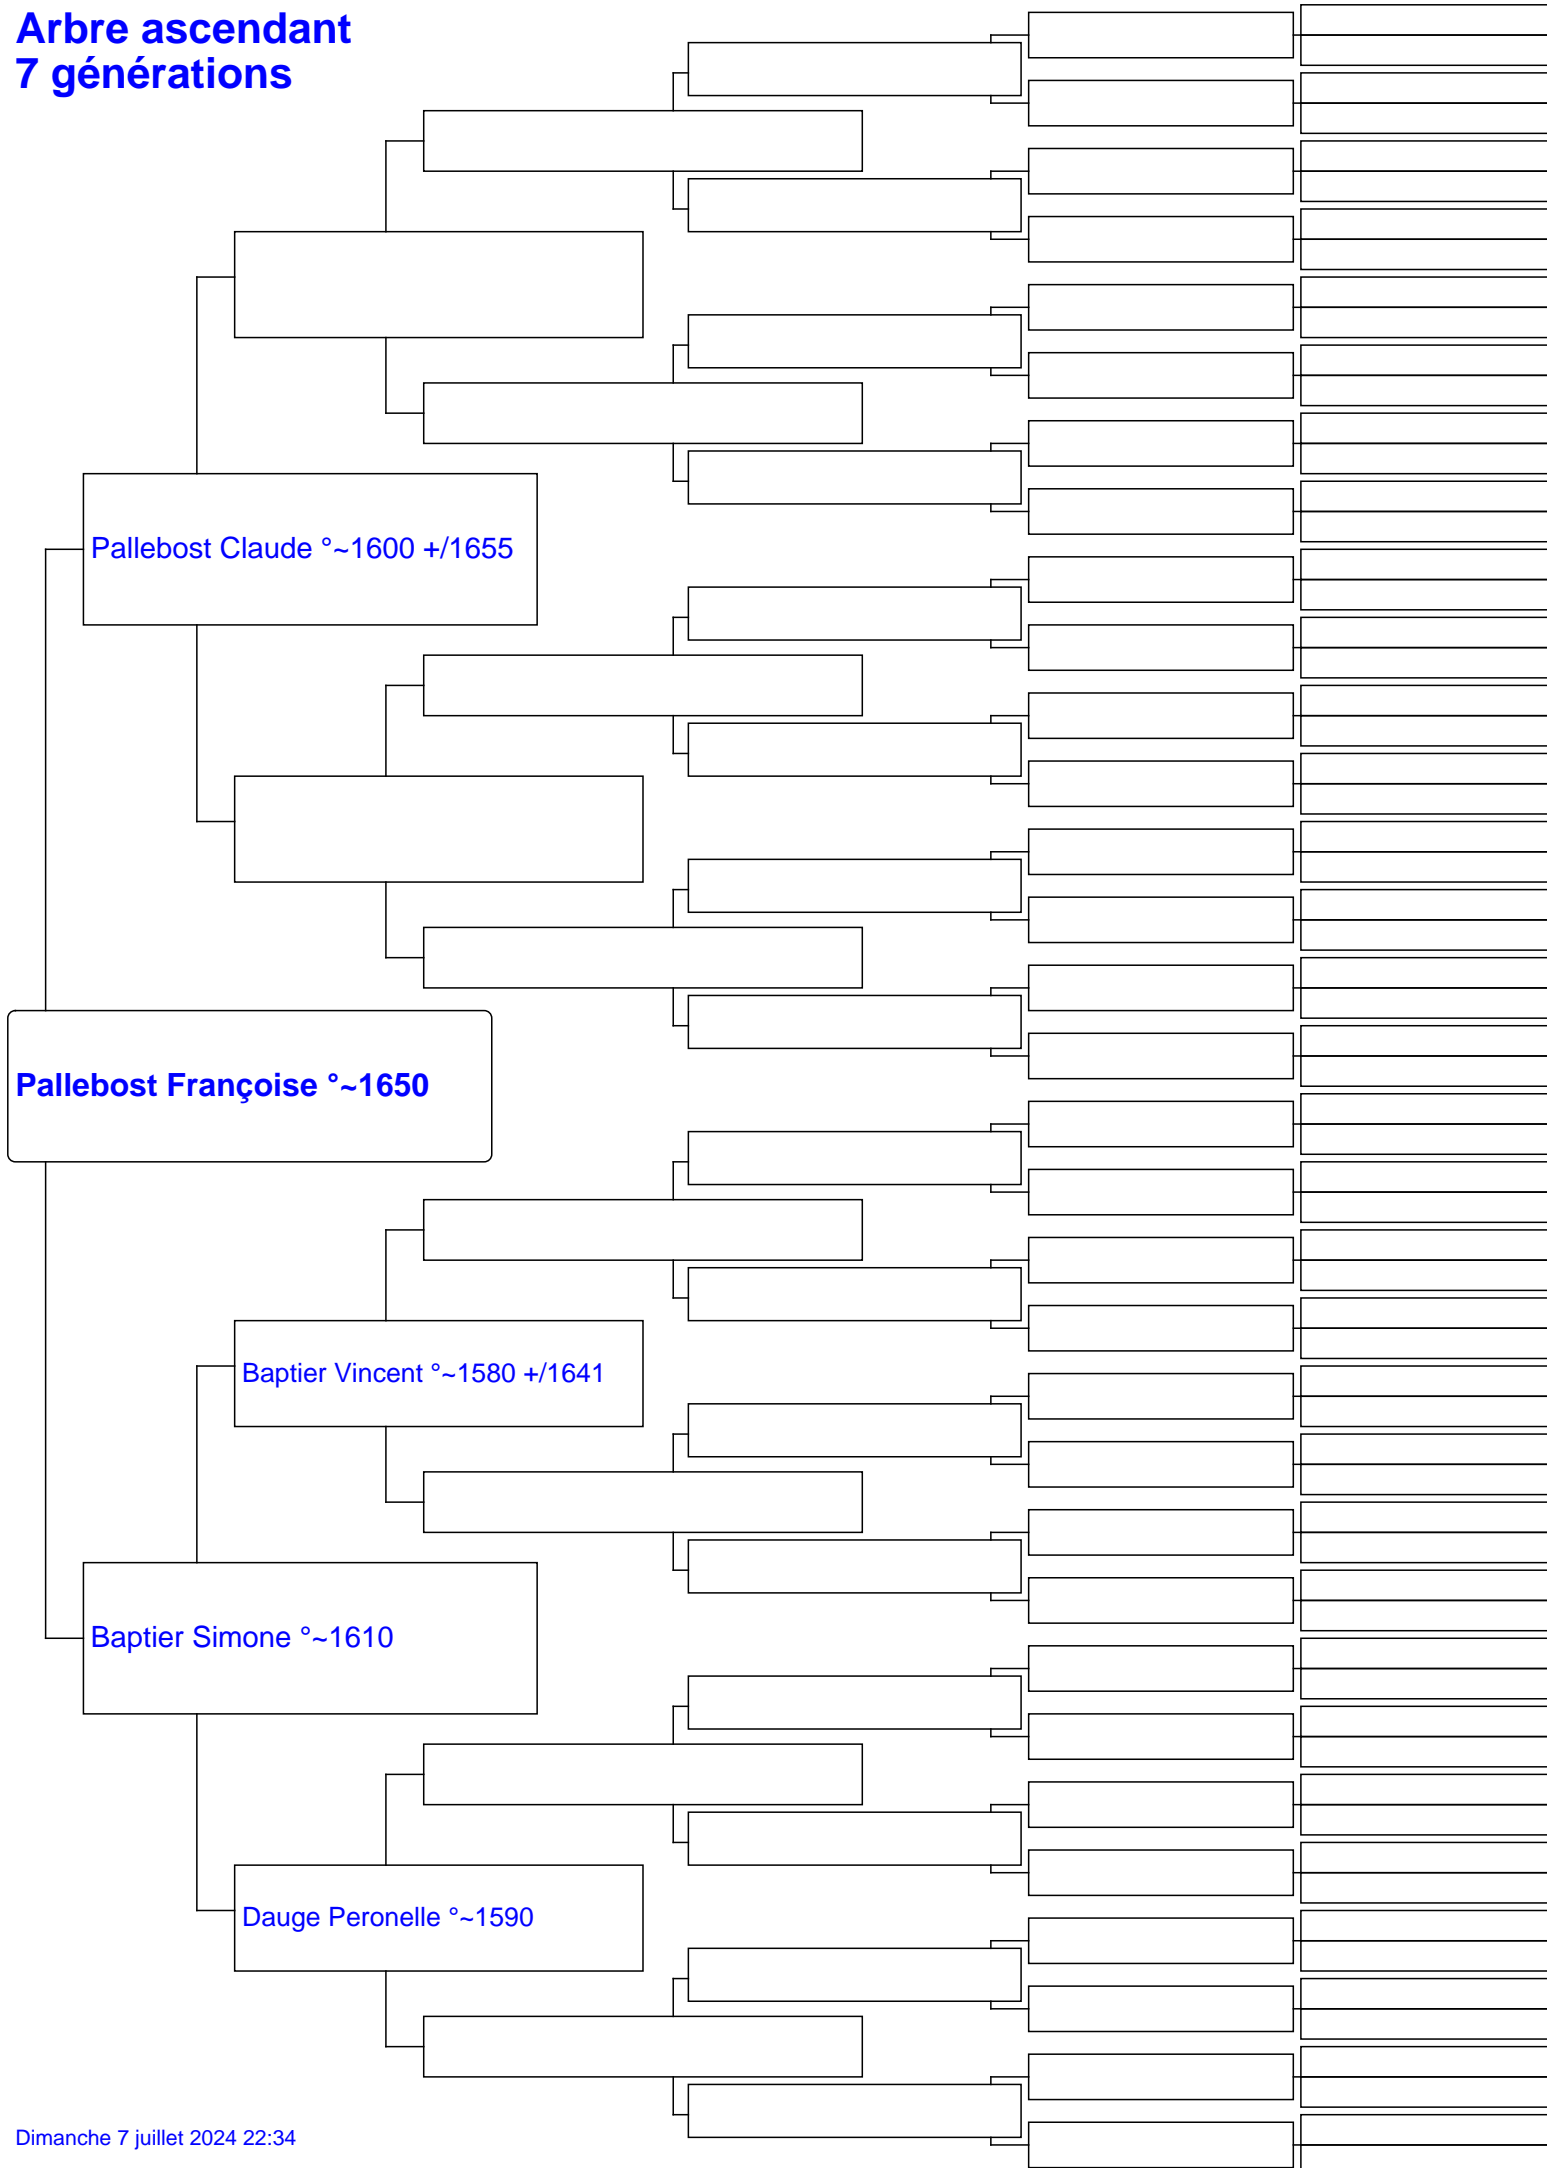 Arbre ascendant
7 générations
Pallebost Claude °~1600 +/1655
Pallebost Françoise °~1650
Baptier Vincent °~1580 +/1641
Baptier Simone °~1610
Dauge Peronelle °~1590
Dimanche 7 juillet 2024 22:34